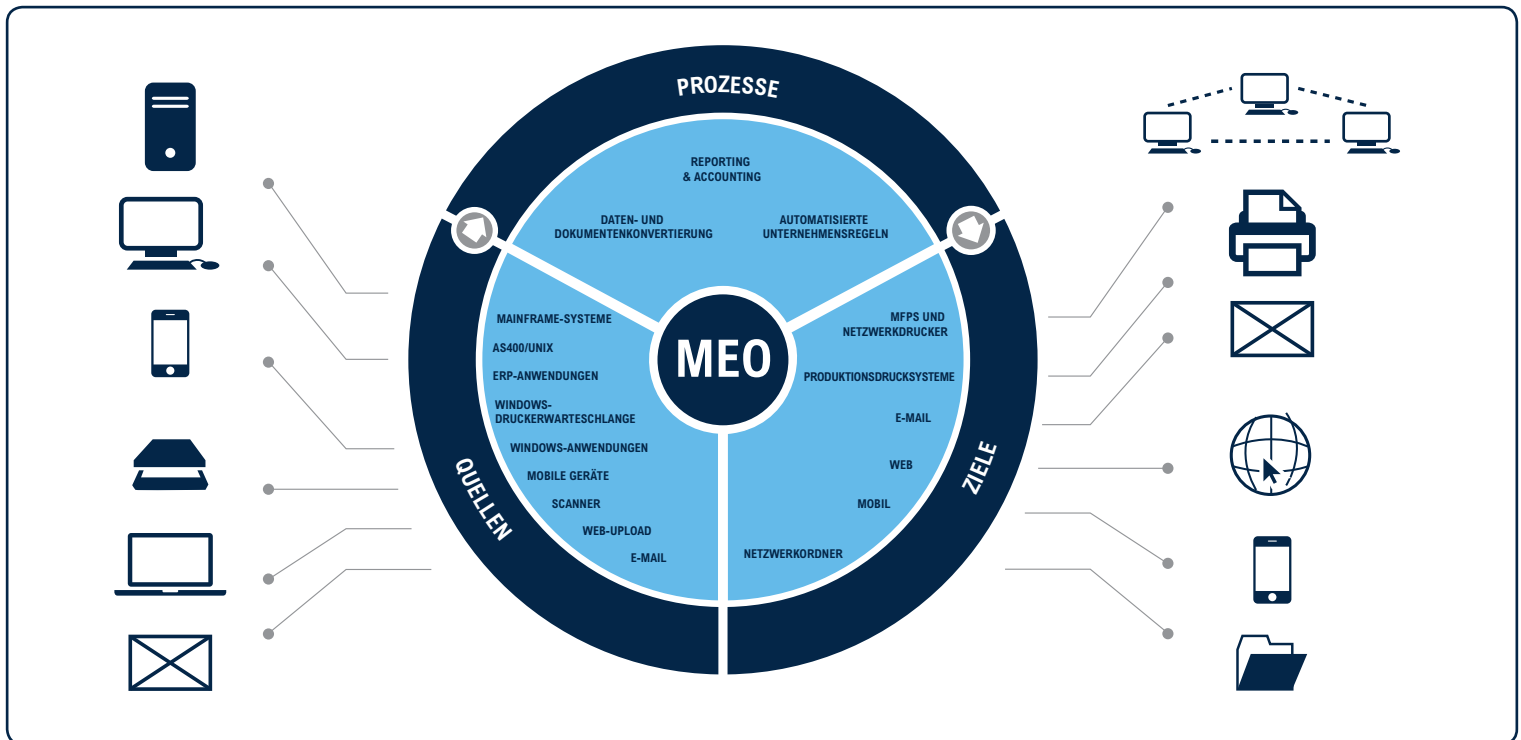 PROZESSE
REPORTING
& ACCOUNTING
DATEN- UND
DOKUMENTENKONVERTIERUNG
AUTOMATISIERTE
UNTERNEHMENSREGELN
MEO
QUELLEN
MAINFRAME-SYSTEME
AS400/UNIX
ERP-ANWENDUNGEN
WINDOWS-
DRUCKERWARTESCHLANGE
WINDOWS-ANWENDUNGEN
MOBILE GERÄTE
SCANNER
WEB-UPLOAD
E-MAIL
ZIELE
MFPS UND
NETZWERKDRUCKER
PRODUKTIONSDRUCKSYSTEME
E-MAIL
WEB
MOBIL
NETZWERKORDNER